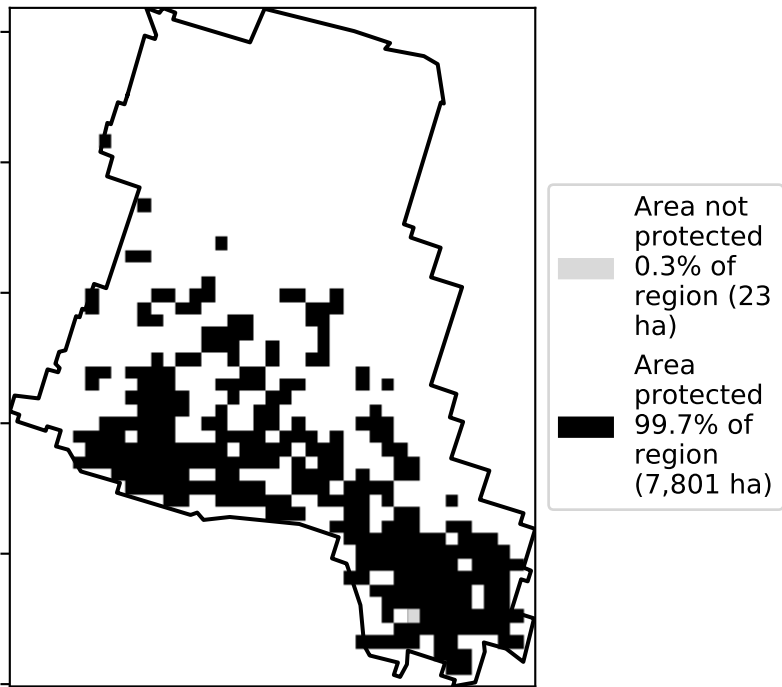 Area not
protected
0.3% of
region (23
ha)
Area
protected
99.7% of
region
(7,801 ha)